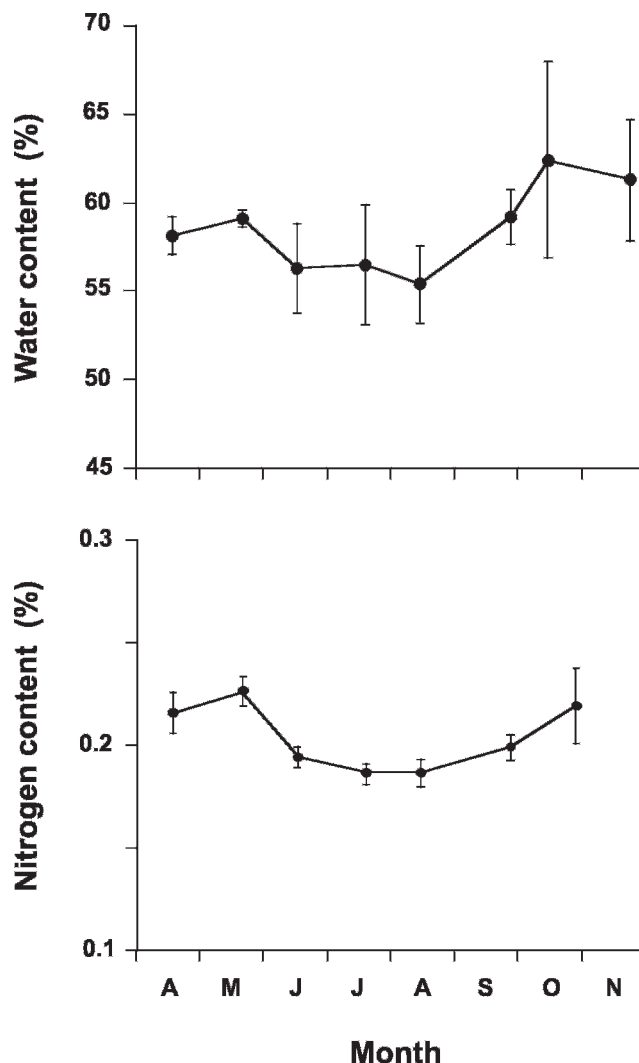 70
65
60
55
50
45
Water content (%)
0.3
0.2
0.1
Nitrogen content (%)
A M J J A S O N
Month